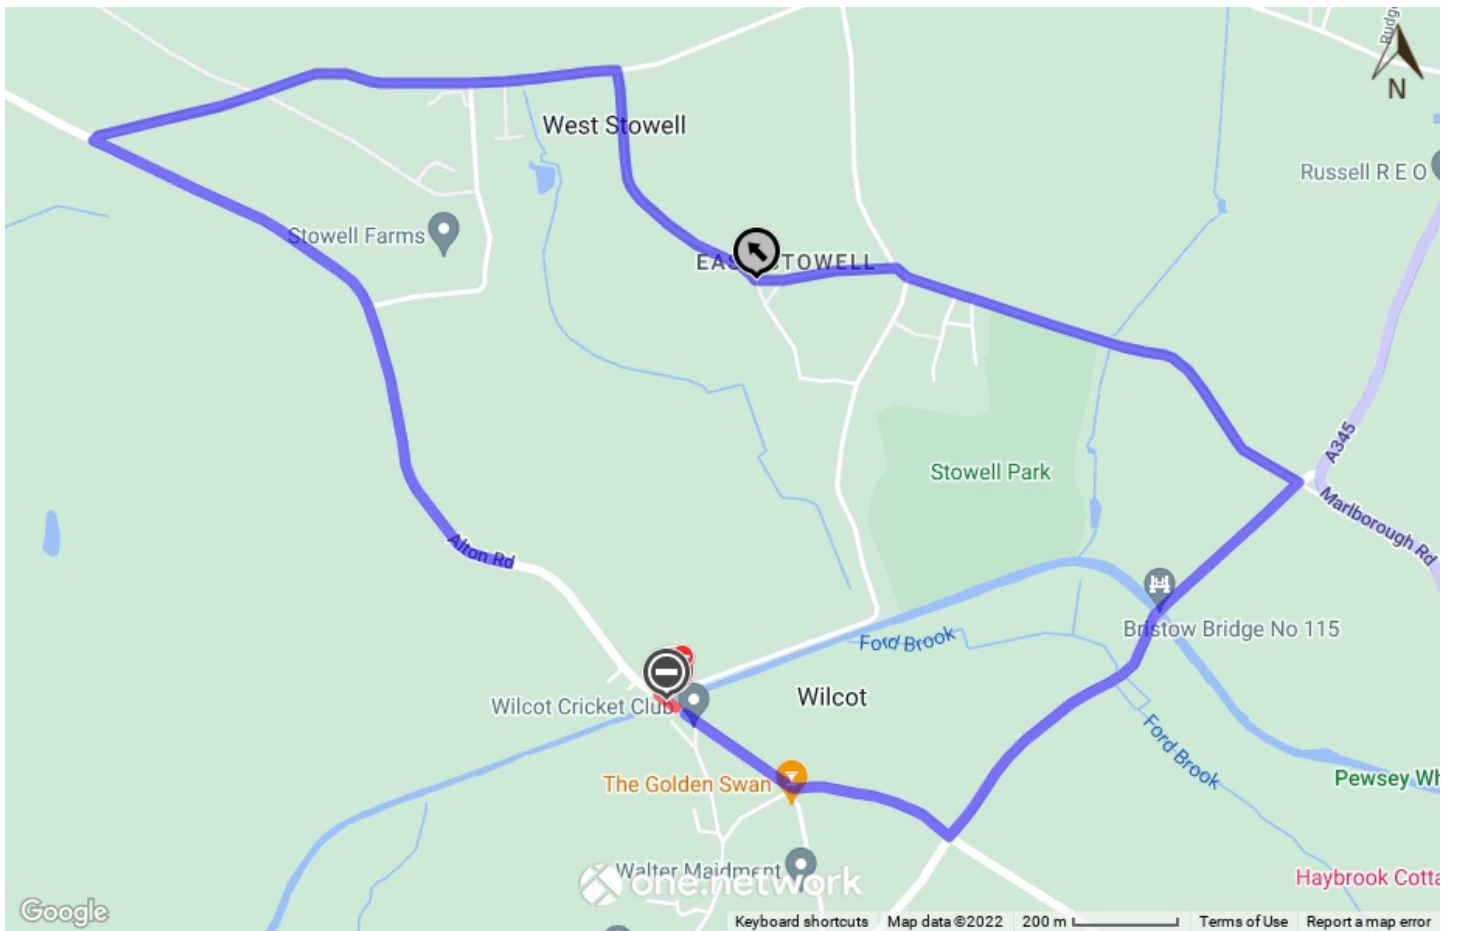 Budg
N
West Stowell
Russell R E O
Stowell Farms
EAST STOWELL
A345
Stowell Park
Marlborough Rd
Alton Rd
Bristow Bridge No 115
Ford Brook
Wilcot
Wilcot Cricket Club
Ford Brook
The Golden Swan
Pewsey Wh
Walter Maidment
one.network
Haybrook Cotta
Google
Keyboard shortcuts Map data ©2022 200 m Terms of Use Report a map error